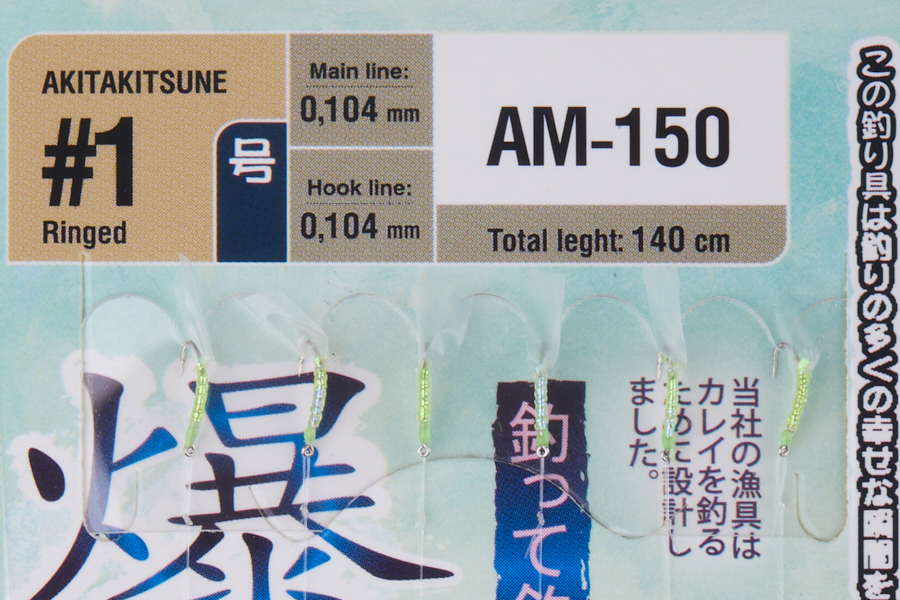 AKITAKITSUNE
#1
Ringed
号
Main line:
0,104 mm
Hook line:
0,104 mm
AM-150
Total leght: 140 cm
この釣り具は釣りの多くの幸せな瞬間を
当社の漁具は
カレイを釣る
ために設計し
ました。
釣って
爆